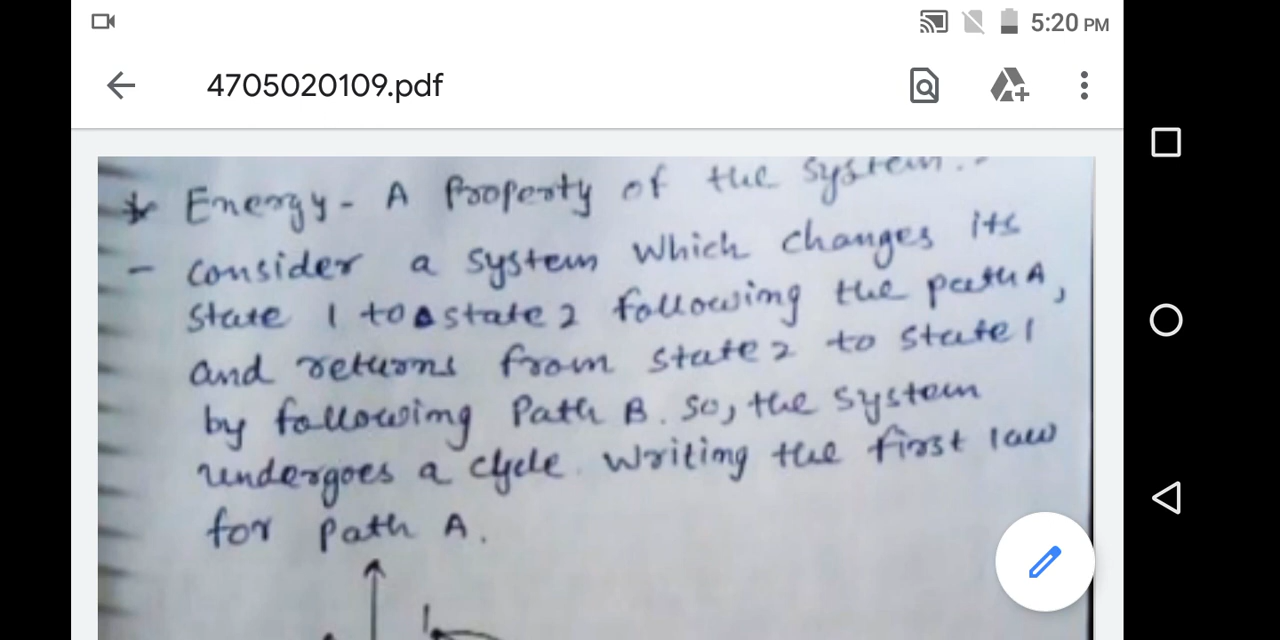 5:20 PM
4705020109.pdf
* Energy - A Property of the system.-
- consider a system which changes its
state 1 to state 2 following the path A,
and returns from state 2 to state 1
by following Path B. so, the system
undergoes a cycle. writing the first law
for path A.
1